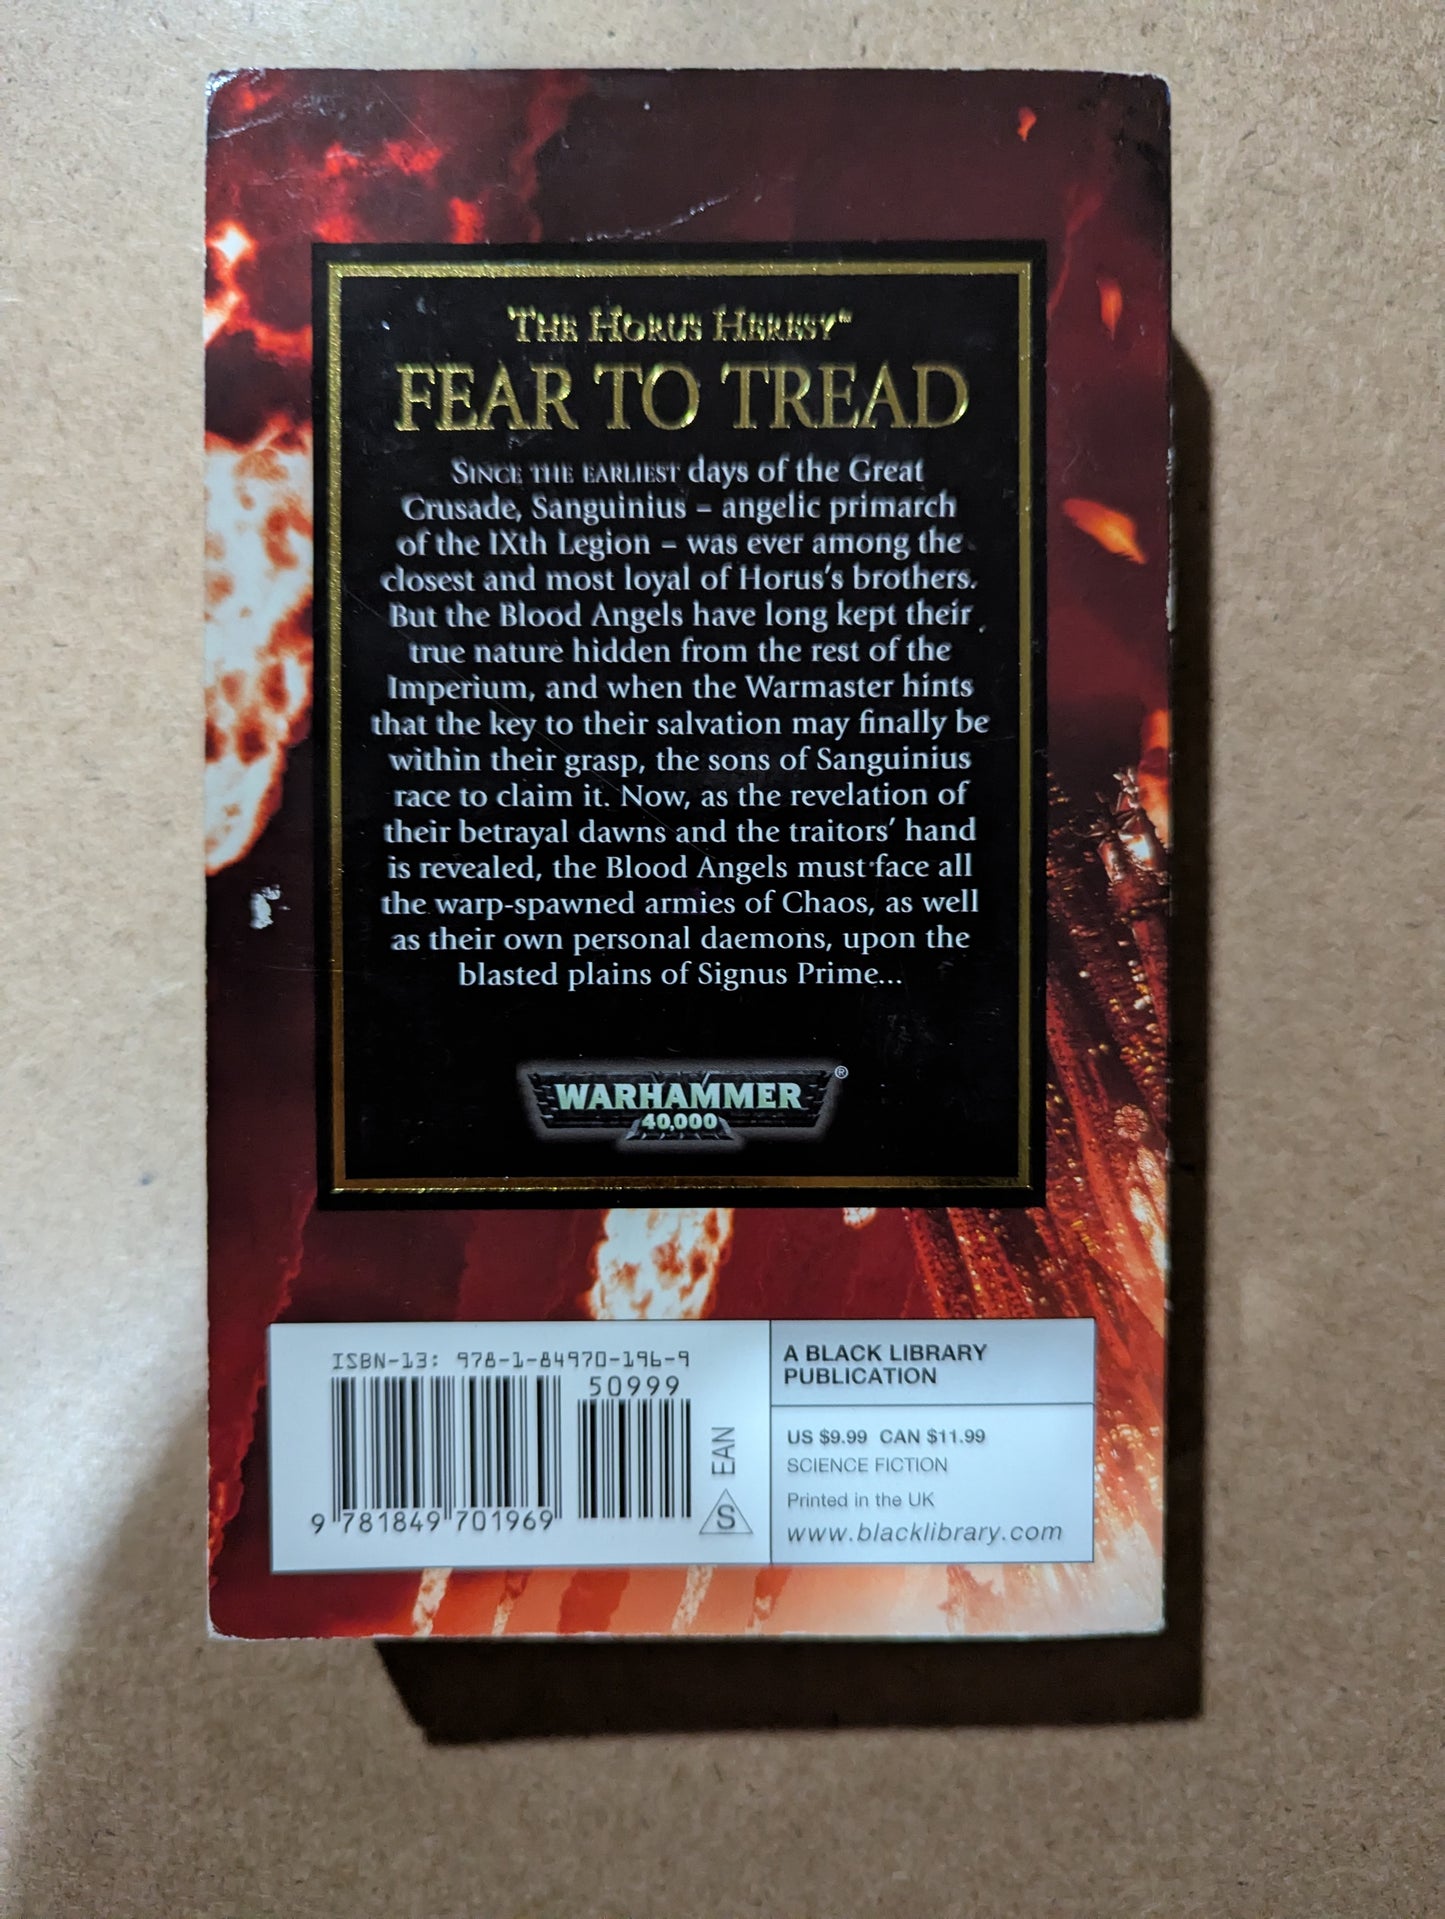 THE HORUS HERESY™
FEAR TO TREAD
SINCE THE EARLIEST days of the Great
Crusade, Sanguinius – angelic primarch
of the IXth Legion – was ever among the
closest and most loyal of Horus's brothers.
But the Blood Angels have long kept their
true nature hidden from the rest of the
Imperium, and when the Warmaster hints
that the key to their salvation may finally be
within their grasp, the sons of Sanguinius
race to claim it. Now, as the revelation of
their betrayal dawns and the traitors' hand
is revealed, the Blood Angels must face all
the warp-spawned armies of Chaos, as well
as their own personal daemons, upon the
blasted plains of Signus Prime...
WARHAMMER®
40,000
ISBN-13: 978-1-84970-196-9
50999
9 781849 701969
EAN
S
A BLACK LIBRARY
PUBLICATION
US $9.99 CAN $11.99
SCIENCE FICTION
Printed in the UK
www.blacklibrary.com